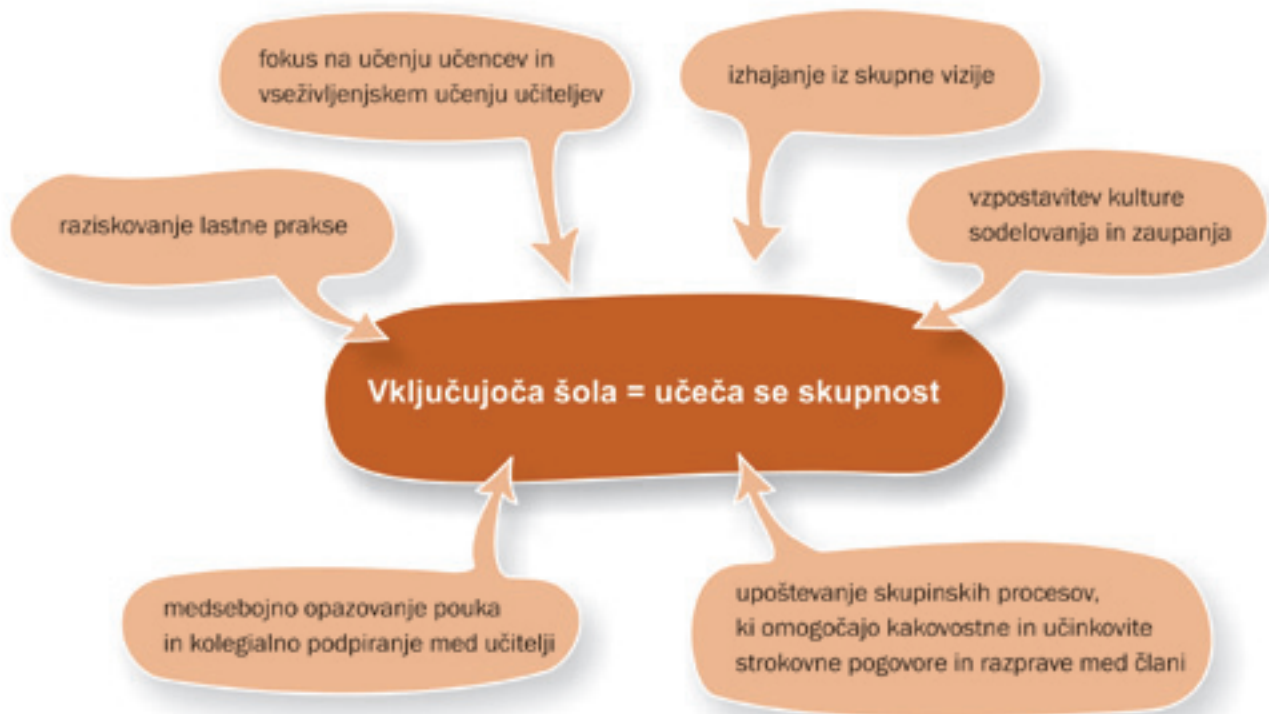 fokus na učenju učencev in
vseživljenjskem učenju učiteljev
izhajanje iz skupne vizije
raziskovanje lastne prakse
vzpostavitev kulture
sodelovanja in zaupanja
Vključujoča šola = učeča se skupnost
medsebojno opazovanje pouka
in kolegialno podpiranje med učitelji
upoštevanje skupinskih procesov,
ki omogočajo kakovostne in učinkovite
strokovne pogovore in razprave med člani